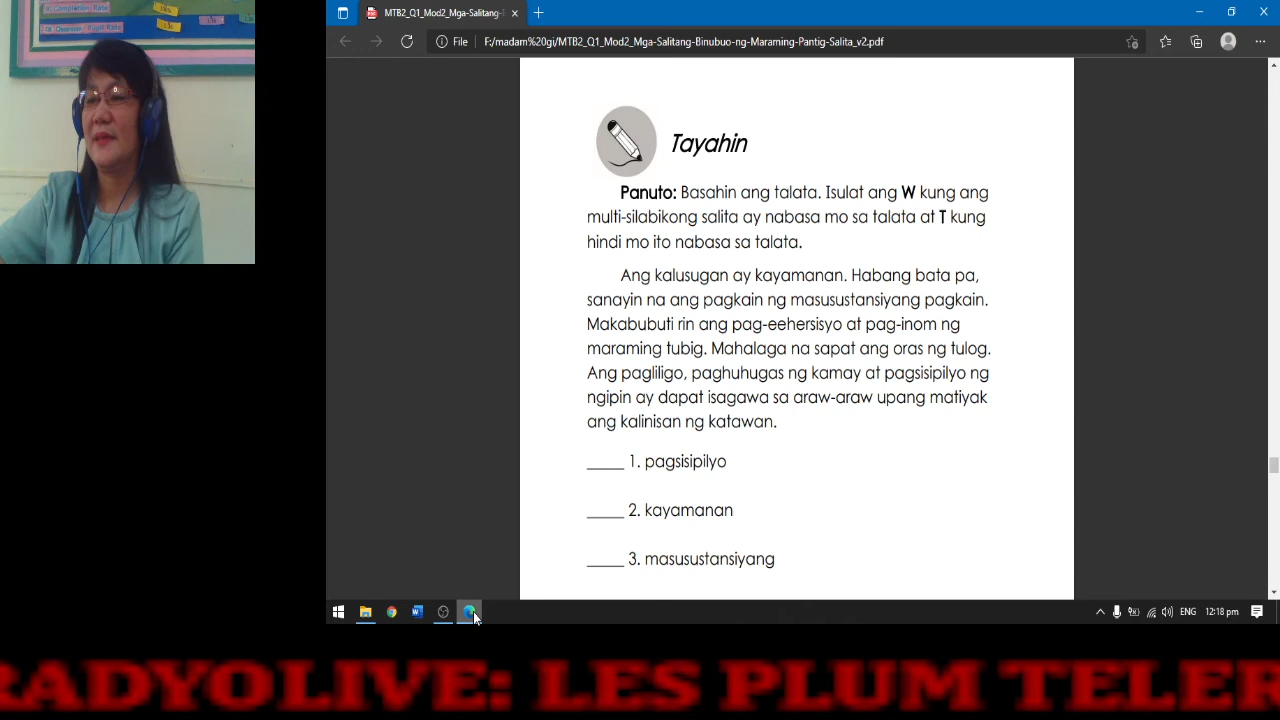 MTB2_Q1_Mod2_Mga-Salitang-
File
F:/madam%20gi/MTB2_Q1_Mod2_Mga-Salitang-Binubuo-ng-Maraming-Pantig-Salita_v2.pdf
Tayahin
Panuto: Basahin ang talata. Isulat ang W kung ang
multi-silabikong salita ay nabasa mo sa talata at T kung
hindi mo ito nabasa sa talata.
Ang kalusugan ay kayamanan. Habang bata pa,
sanayin na ang pagkain ng masusustansiyang pagkain.
Makabubuti rin ang pag-eehersisyo at pag-inom ng
maraming tubig. Mahalaga na sapat ang oras ng tulog.
Ang pagliligo, paghuhugas ng kamay at pagsisipilyo ng
ngipin ay dapat isagawa sa araw-araw upang matiyak
ang kalinisan ng katawan.
_____ 1. pagsisipilyo
_____ 2. kayamanan
_____ 3. masusustansiyang
ENG
12:18 pm
RADYOLIVE: LES PLUM TELER